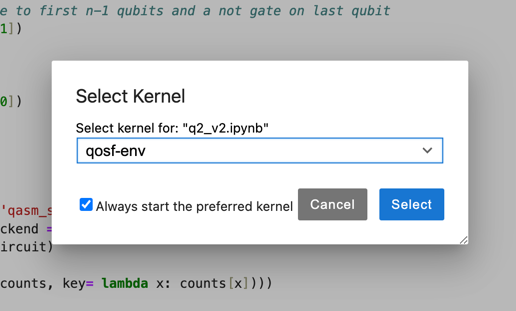 e to first n-1 qubits and a not gate on last qubit
1])
0])
Select Kernel
Select kernel for: "q2_v2.ipynb"
qosf-env
Always start the preferred kernel
Cancel
Select
'qasm_s
ckend =
ircuit)
counts, key= lambda x: counts[x])))